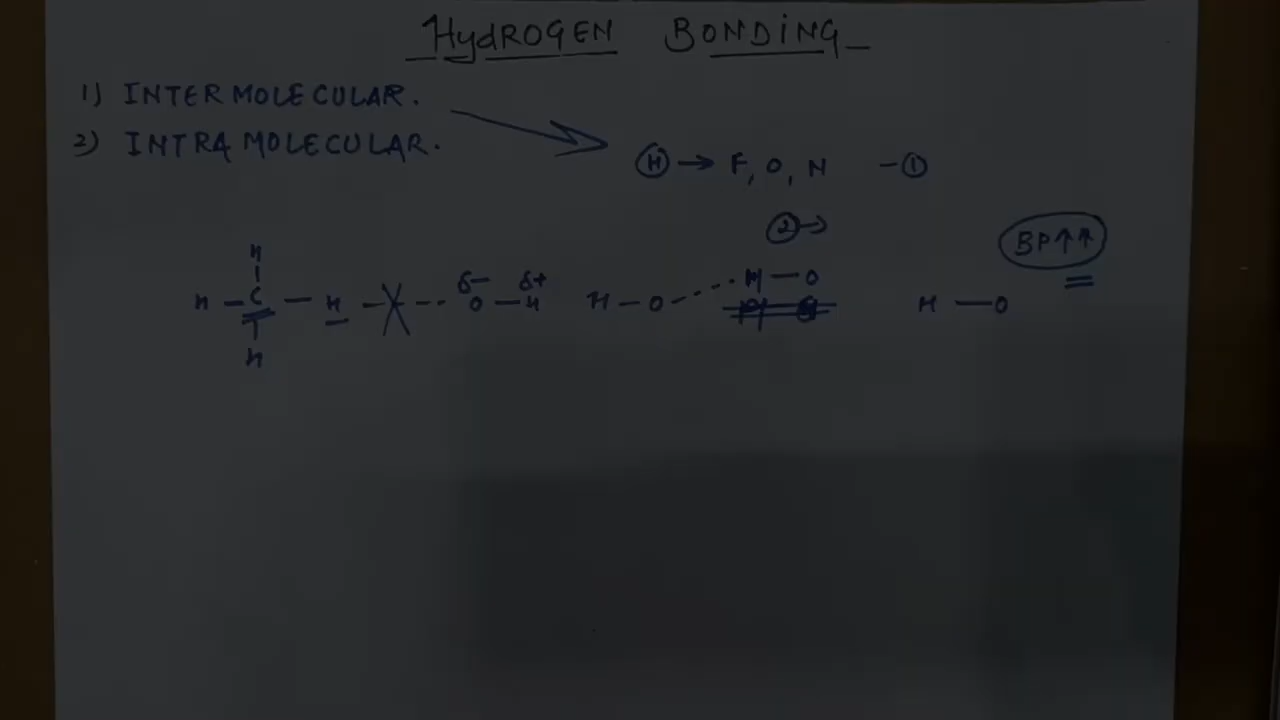 HydROGEN BONDING
1) INTERMOLECULAR.
2) INTRAMOLECULAR.
H → F, O, N - 1
2 →
BP↑↑
H
δ- δ+ H - O
H - C - H - - - O - H H - O - - - H - O
H